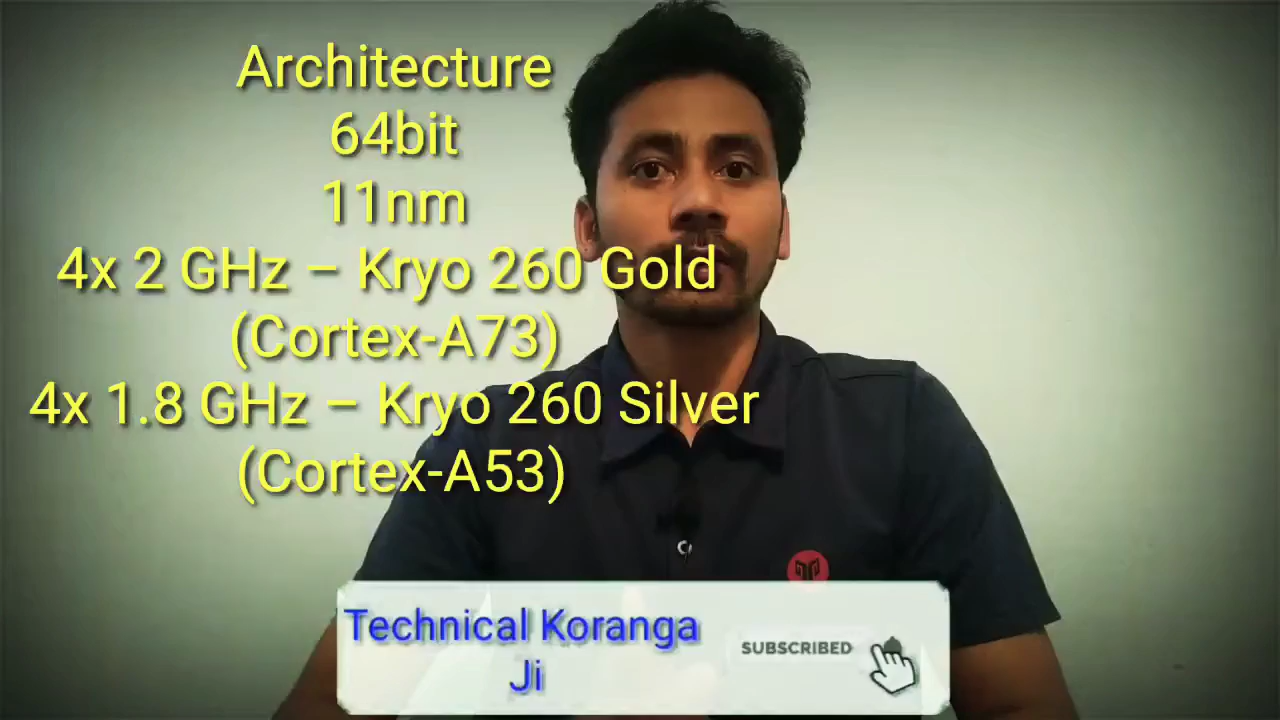 Architecture
64bit
11nm
4x 2 GHz – Kryo 260 Gold
(Cortex-A73)
4x 1.8 GHz – Kryo 260 Silver
(Cortex-A53)
Technical Koranga
Ji
SUBSCRIBED